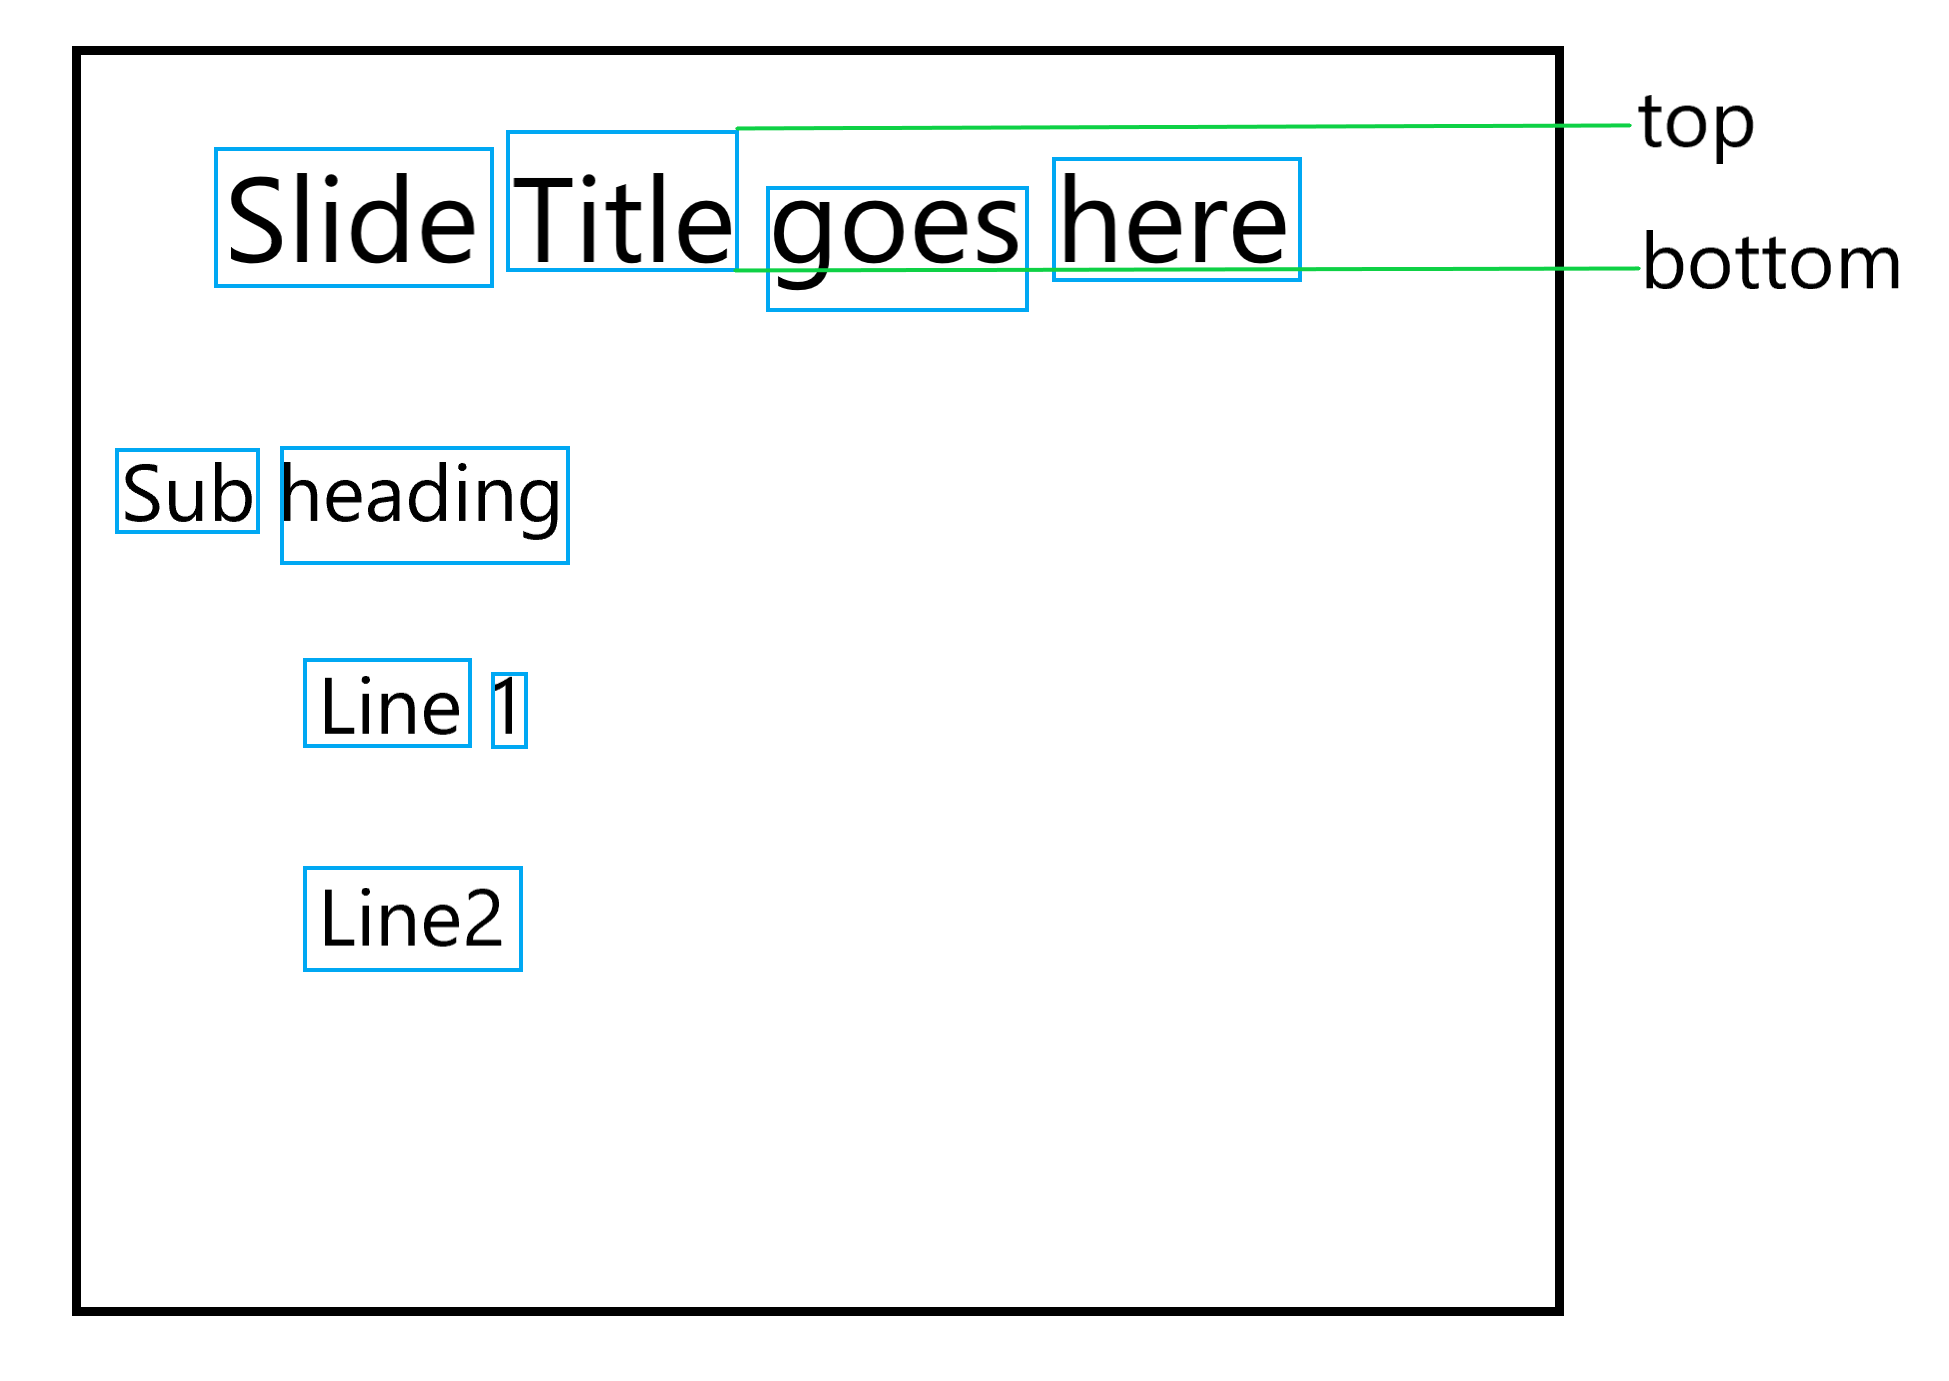 Slide Title goes here
top
bottom
Sub heading
Line 1
Line2